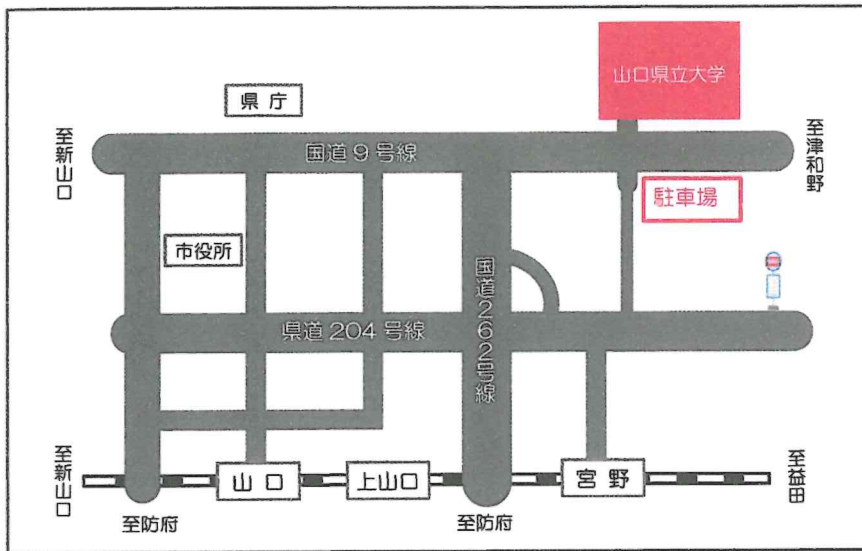 山口県立大学
県庁
至新山口
国道9号線
至津和野
駐車場
市役所
国道262号線
県道204号線
至新山口
山口
上山口
宮野
至益田
至防府
至防府